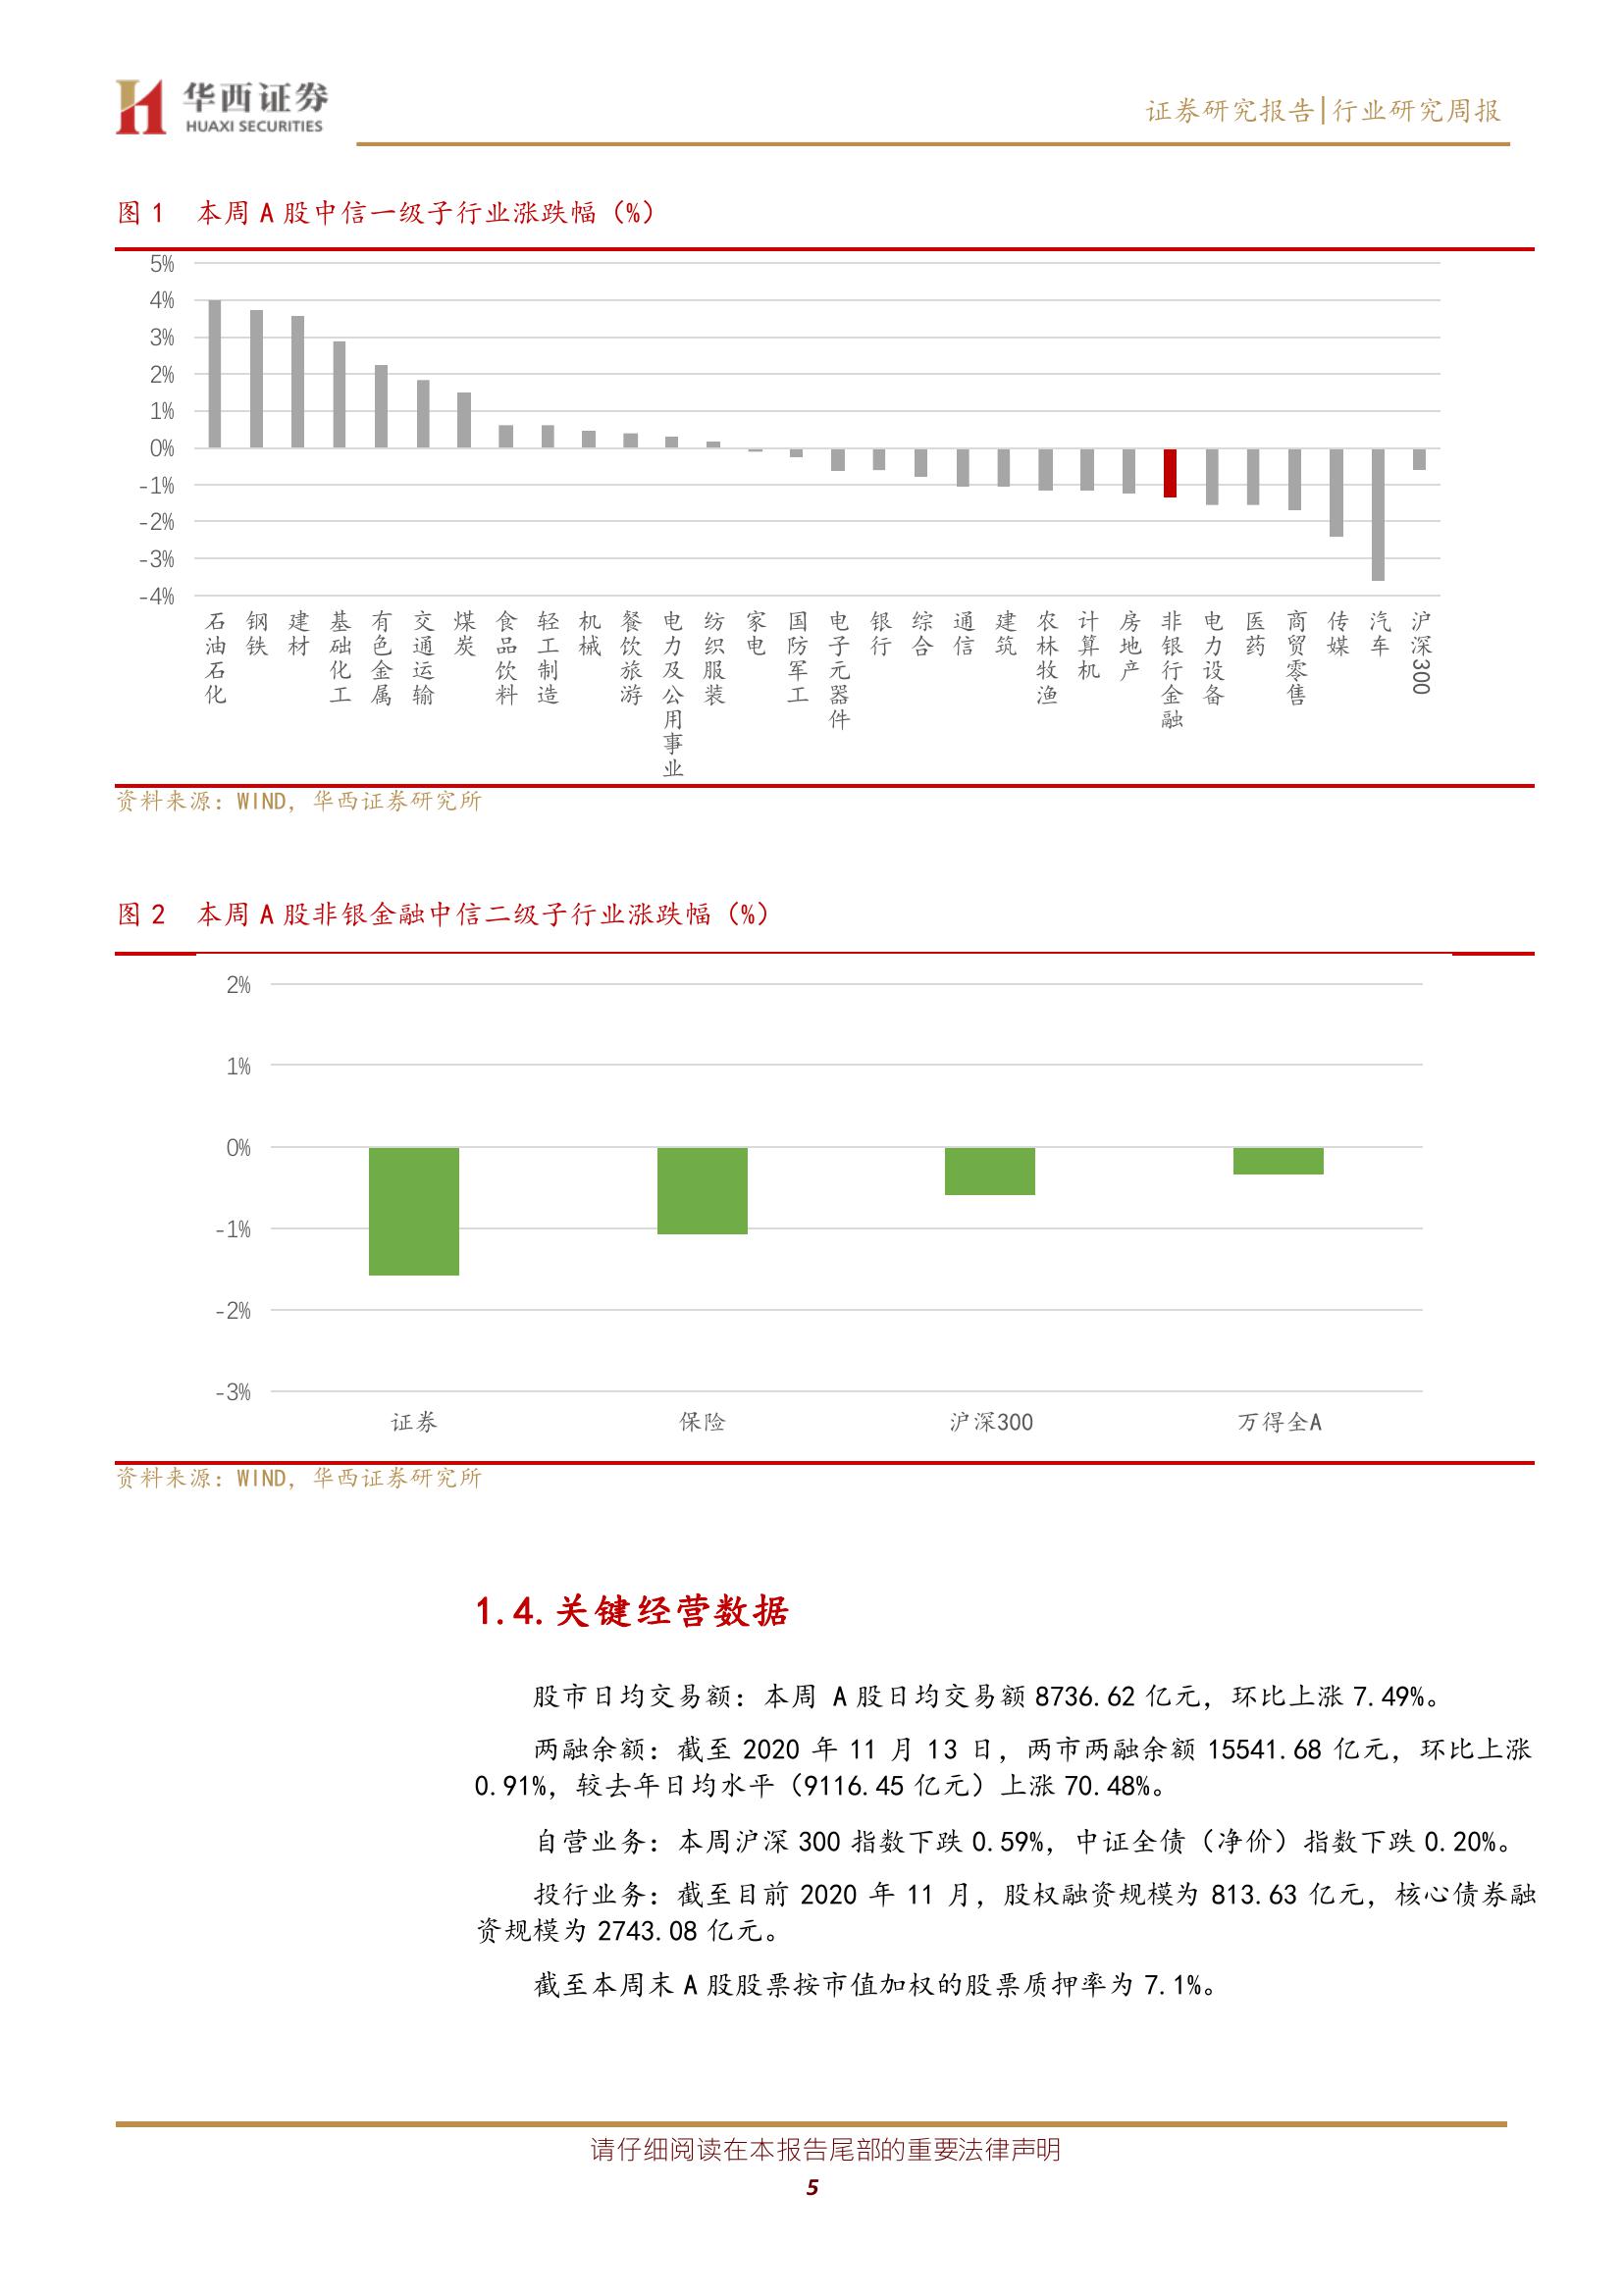 华西证券
HUAXI SECURITIES
证券研究报告|行业研究周报
图 1 本周 A 股中信一级子行业涨跌幅（%）
5%
4%
3%
2%
1%
0%
-1%
-2%
-3%
-4%
石油石化
钢铁
建材
基础化工
有色金属
交通运输
煤炭
食品饮料
轻工制造
机械
餐饮旅游
电力及公用事业
纺织服装
家电
国防军工
电子元器件
银行
综合
通信
建筑
农林牧渔
计算机
房地产
非银行金融
电力设备
医药
商贸零售
传媒
汽车
沪深300
资料来源：WIND，华西证券研究所
图 2 本周 A 股非银金融中信二级子行业涨跌幅（%）
2%
1%
0%
-1%
-2%
-3%
证券 保险 沪深300 万得全A
资料来源：WIND，华西证券研究所
1.4.关键经营数据
股市日均交易额：本周 A 股日均交易额 8736.62 亿元，环比上涨 7.49%。
两融余额：截至 2020 年 11 月 13 日，两市两融余额 15541.68 亿元，环比上涨
0.91%，较去年日均水平（9116.45 亿元）上涨 70.48%。
自营业务：本周沪深 300 指数下跌 0.59%，中证全债（净价）指数下跌 0.20%。
投行业务：截至目前 2020 年 11 月，股权融资规模为 813.63 亿元，核心债券融
资规模为 2743.08 亿元。
截至本周末 A 股股票按市值加权的股票质押率为 7.1%。
请仔细阅读在本报告尾部的重要法律声明
5